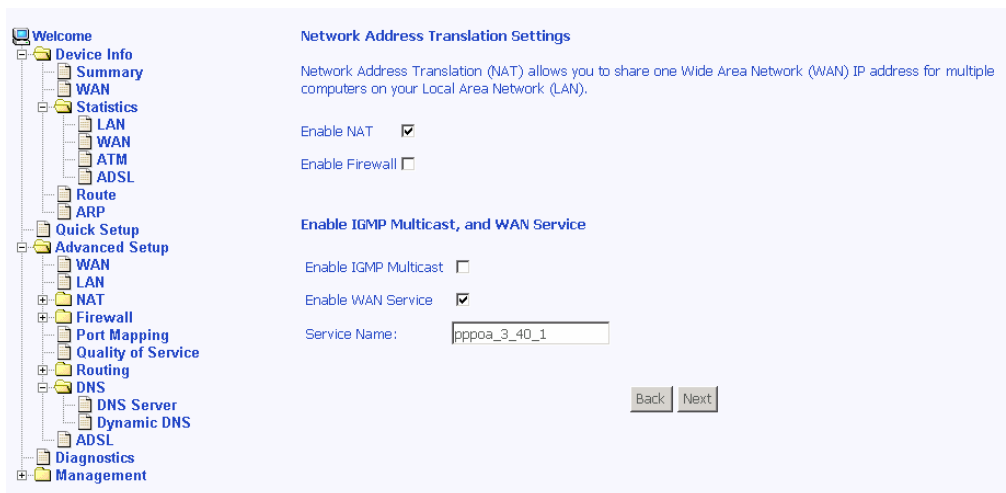 Welcome
Device Info
Summary
WAN
Statistics
LAN
WAN
ATM
ADSL
Route
ARP
Quick Setup
Advanced Setup
WAN
LAN
NAT
Firewall
Port Mapping
Quality of Service
Routing
DNS
DNS Server
Dynamic DNS
ADSL
Diagnostics
Management
Network Address Translation Settings
Network Address Translation (NAT) allows you to share one Wide Area Network (WAN) IP address for multiple
computers on your Local Area Network (LAN).
Enable NAT
Enable Firewall
Enable IGMP Multicast, and WAN Service
Enable IGMP Multicast
Enable WAN Service
Service Name: pppoa_3_40_1
Back Next